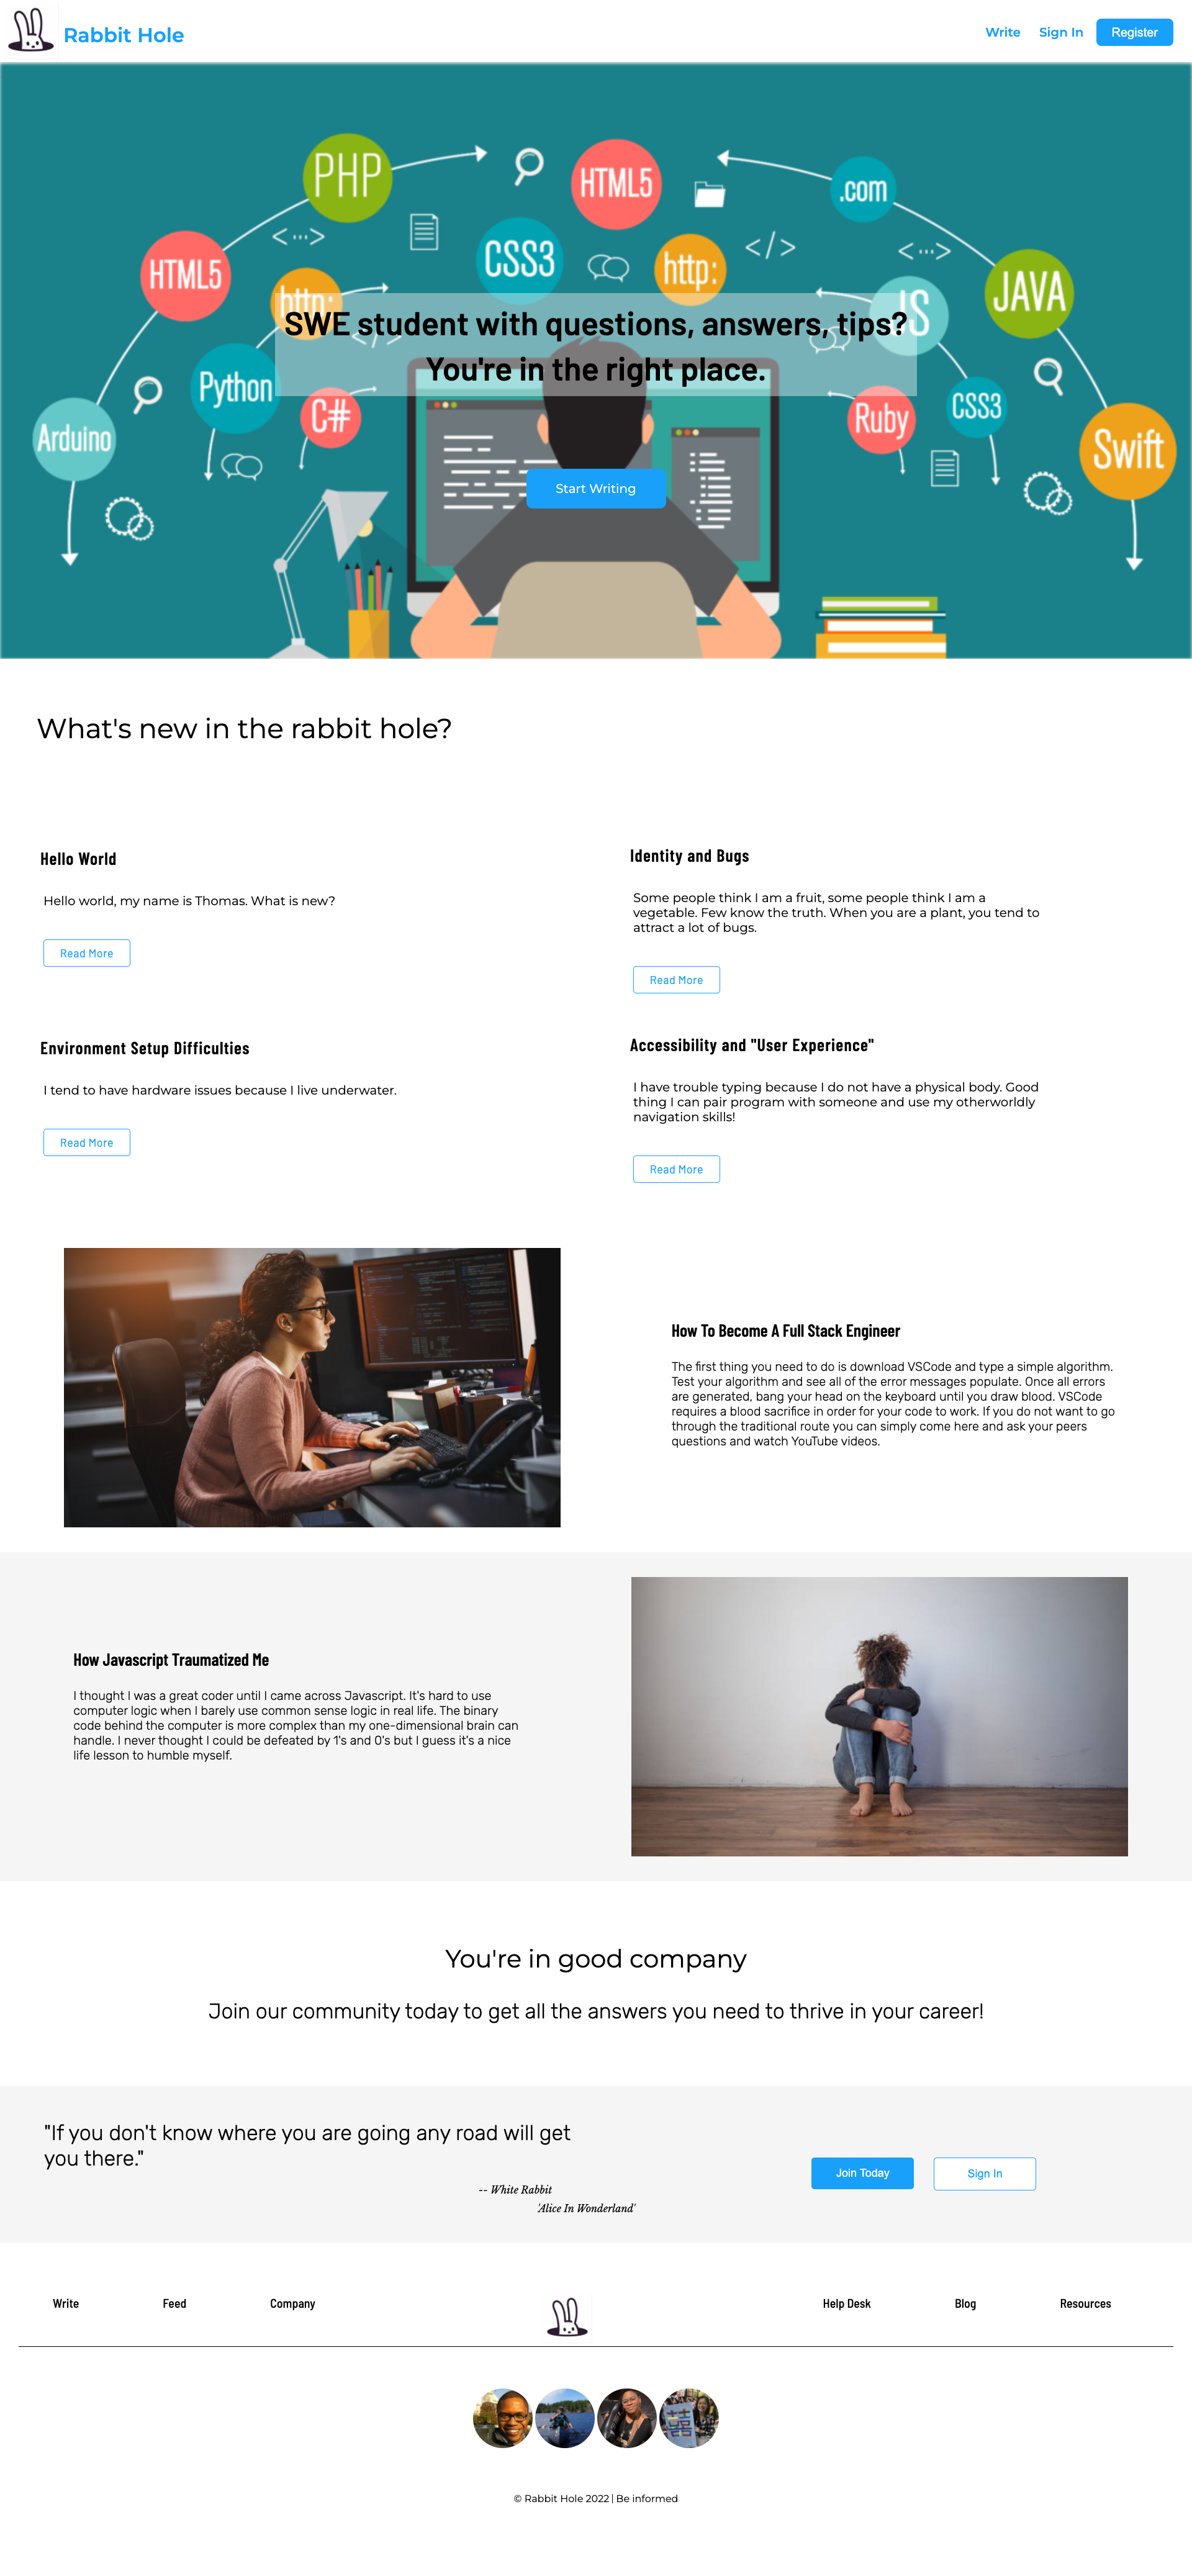 Rabbit Hole
Write Sign In Register
PHP
HTML5
.com
CSS3
http:
HTML5
http:
JS
JAVA
SWE student with questions, answers, tips?
You're in the right place.
Python
C#
Ruby
CSS3
Arduino
Swift
Start Writing
What's new in the rabbit hole?
Hello World
Hello world, my name is Thomas. What is new?
Read More
Identity and Bugs
Some people think I am a fruit, some people think I am a
vegetable. Few know the truth. When you are a plant, you tend to
attract a lot of bugs.
Read More
Environment Setup Difficulties
I tend to have hardware issues because I live underwater.
Read More
Accessibility and "User Experience"
I have trouble typing because I do not have a physical body. Good
thing I can pair program with someone and use my otherworldly
navigation skills!
Read More
How To Become A Full Stack Engineer
The first thing you need to do is download VSCode and type a simple algorithm.
Test your algorithm and see all of the error messages populate. Once all errors
are generated, bang your head on the keyboard until you draw blood. VSCode
requires a blood sacrifice in order for your code to work. If you do not want to go
through the traditional route you can simply come here and ask your peers
questions and watch YouTube videos.
How Javascript Traumatized Me
I thought I was a great coder until I came across Javascript. It's hard to use
computer logic when I barely use common sense logic in real life. The binary
code behind the computer is more complex than my one-dimensional brain can
handle. I never thought I could be defeated by 1's and 0's but I guess it's a nice
life lesson to humble myself.
You're in good company
Join our community today to get all the answers you need to thrive in your career!
"If you don't know where you are going any road will get
you there."
-- White Rabbit
'Alice In Wonderland'
Join Today Sign In
Write Feed Company Help Desk Blog Resources
© Rabbit Hole 2022 | Be informed